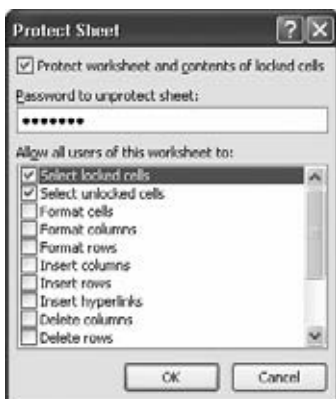 Protect Sheet
Protect worksheet and contents of locked cells
Password to unprotect sheet:
•••••••
Allow all users of this worksheet to:
Select locked cells
Select unlocked cells
Format cells
Format columns
Format rows
Insert columns
Insert rows
Insert hyperlinks
Delete columns
Delete rows
OK Cancel